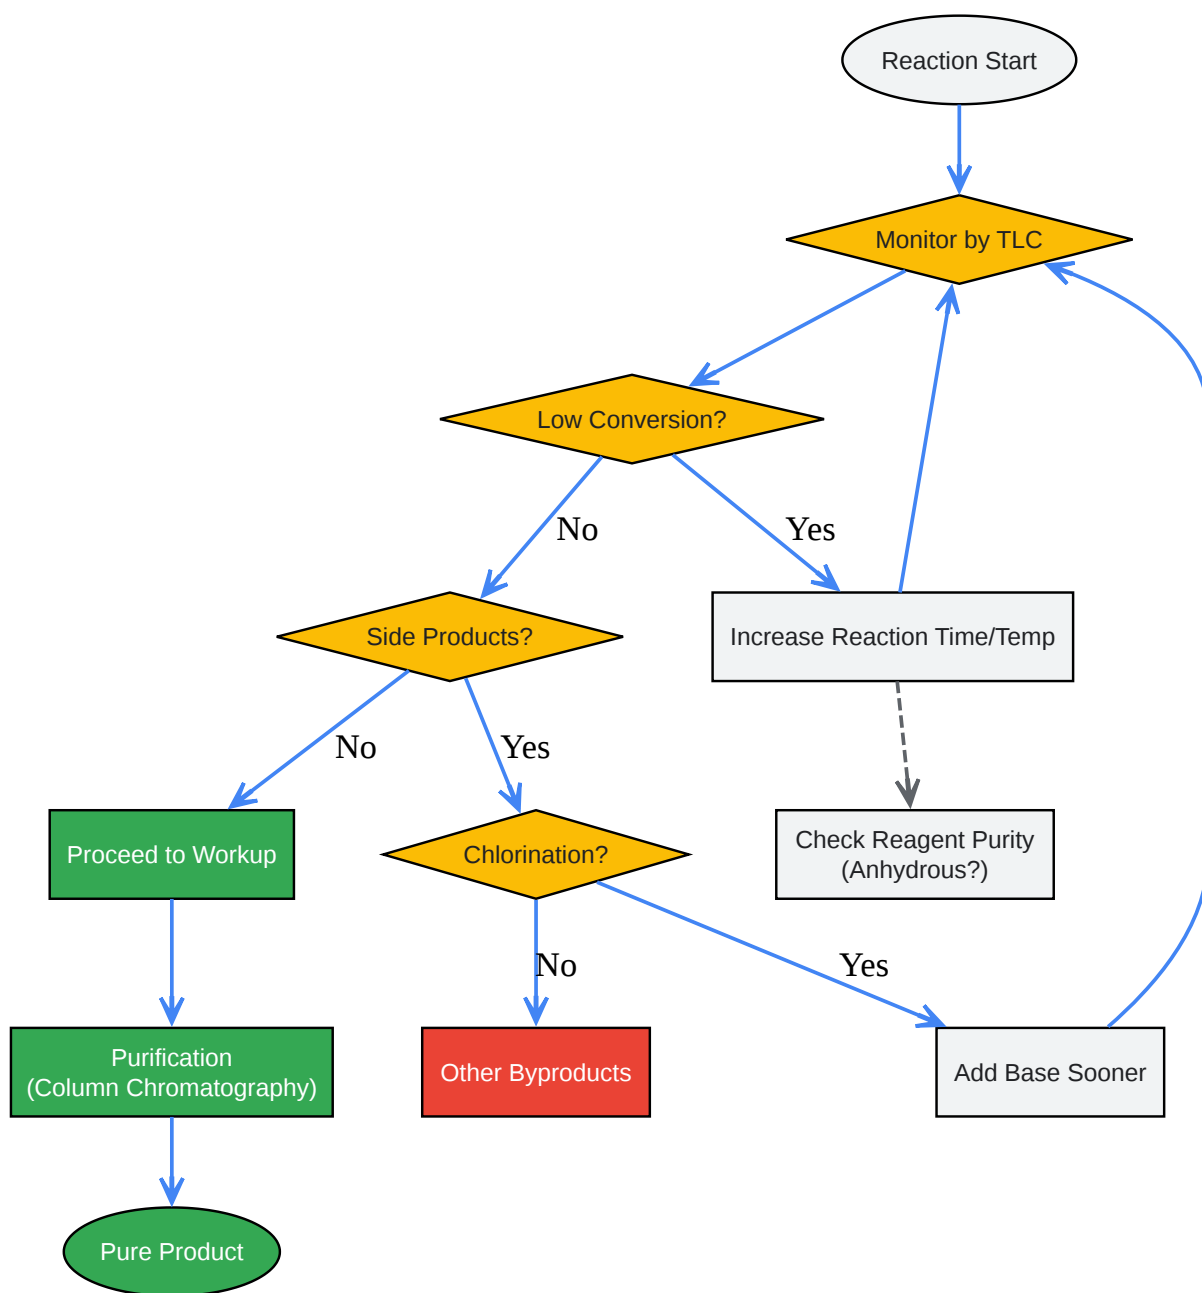 Reaction Start
Monitor by TLC
Low Conversion?
No
Yes
Side Products?
Increase Reaction Time/Temp
No
Yes
Proceed to Workup
Chlorination?
Check Reagent Purity
(Anhydrous?)
No
Yes
Purification
(Column Chromatography)
Other Byproducts
Add Base Sooner
Pure Product